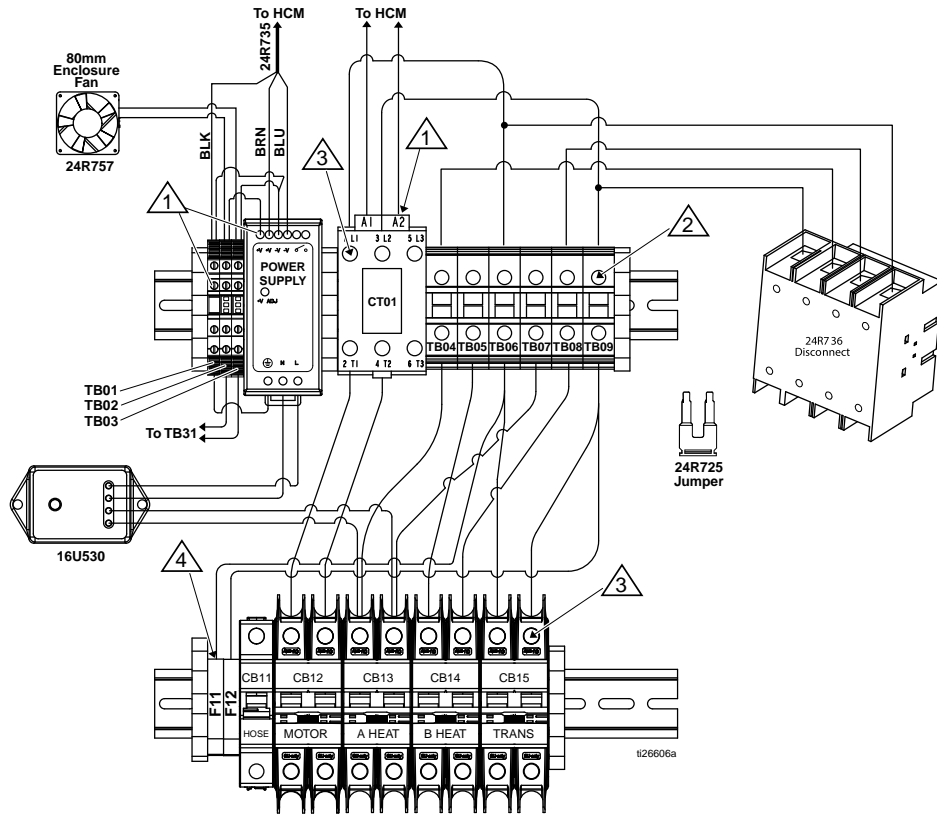 To HCM
To HCM
24R735
80mm
Enclosure
Fan
24R757
BLK
BRN
BLU
1
3
1
2
A1
A2
L1
3 L2
5 L3
+V +V -V -V
POWER
SUPPLY
+V ADJ
N L
CT01
2 T1
4 T2
6 T3
TB04
TB05
TB06
TB07
TB08
TB09
24R736
Disconnect
TB01
TB02
TB03
To TB31
24R725
Jumper
16U530
4
3
F11
F12
CB11
CB12
CB13
CB14
CB15
HOSE
MOTOR
A HEAT
B HEAT
TRANS
ti26606a